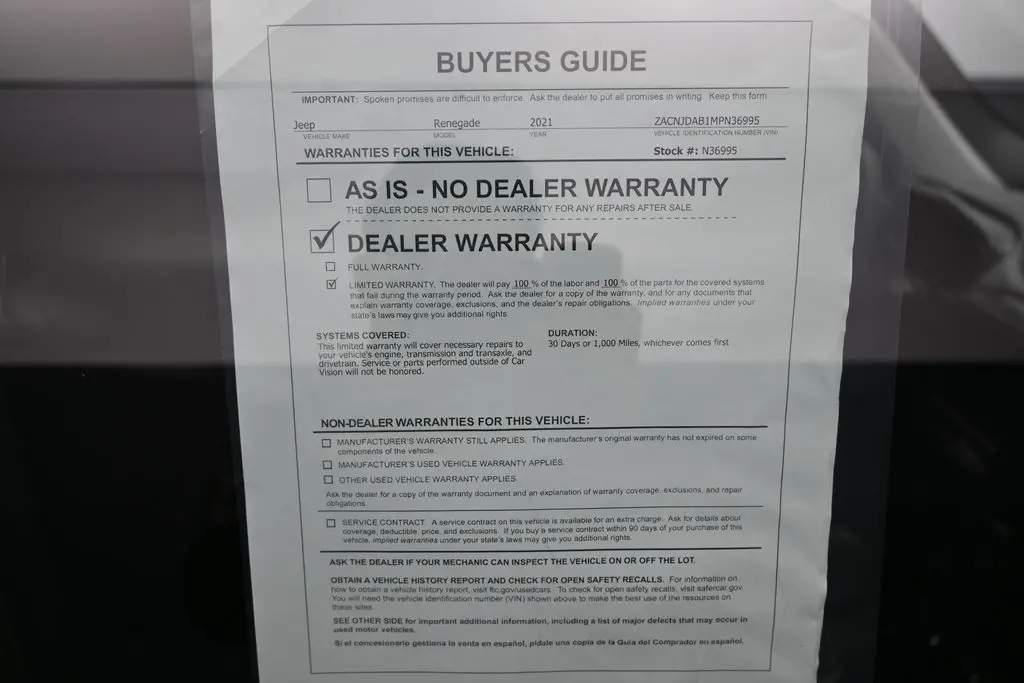 BUYERS GUIDE
IMPORTANT: Spoken promises are difficult to enforce. Ask the dealer to put all promises in writing. Keep this form
Jeep Renegade 2021 ZACNJDAB1MPN36995
VEHICLE MAKE MODEL YEAR VEHICLE IDENTIFICATION NUMBER (VIN)
WARRANTIES FOR THIS VEHICLE: Stock #: N36995
AS IS - NO DEALER WARRANTY
THE DEALER DOES NOT PROVIDE A WARRANTY FOR ANY REPAIRS AFTER SALE.
DEALER WARRANTY
FULL WARRANTY.
LIMITED WARRANTY. The dealer will pay 100 % of the labor and 100 % of the parts for the covered systems
that fail during the warranty period. Ask the dealer for a copy of the warranty, and for any documents that
explain warranty coverage, exclusions, and the dealer's repair obligations. Implied warranties under your
state's laws may give you additional rights.
SYSTEMS COVERED:
This limited warranty will cover necessary repairs to
your vehicle's engine, transmission and transaxle, and
drivetrain. Service or parts performed outside of Car
Vision will not be honored.
DURATION:
30 Days or 1,000 Miles, whichever comes first
NON-DEALER WARRANTIES FOR THIS VEHICLE:
MANUFACTURER'S WARRANTY STILL APPLIES. The manufacturer's original warranty has not expired on some
components of the vehicle.
MANUFACTURER'S USED VEHICLE WARRANTY APPLIES.
OTHER USED VEHICLE WARRANTY APPLIES.
Ask the dealer for a copy of the warranty document and an explanation of warranty coverage, exclusions, and repair
obligations.
SERVICE CONTRACT. A service contract on this vehicle is available for an extra charge. Ask for details about
coverage, deductible, price, and exclusions. If you buy a service contract within 90 days of your purchase of this
vehicle, implied warranties under your state's laws may give you additional rights.
ASK THE DEALER IF YOUR MECHANIC CAN INSPECT THE VEHICLE ON OR OFF THE LOT.
OBTAIN A VEHICLE HISTORY REPORT AND CHECK FOR OPEN SAFETY RECALLS. For information on
how to obtain a vehicle history report, visit ftc.gov/usedcars. To check for open safety recalls, visit safercar.gov.
You will need the vehicle identification number (VIN) shown above to make the best use of the resources on
these sites.
SEE OTHER SIDE for important additional information, including a list of major defects that may occur in
used motor vehicles.
Si el concesionario gestiona la venta en español, pídale una copia de la Guía del Comprador en español.